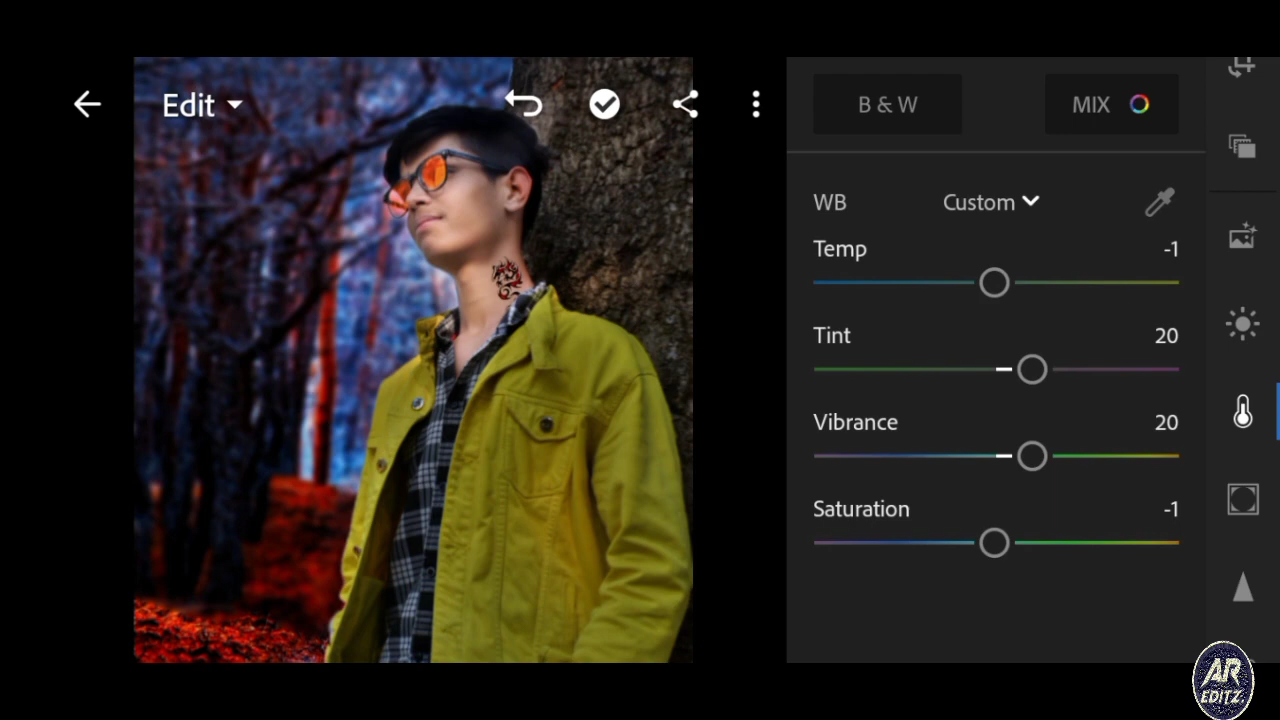 Edit
B & W
MIX
WB
Custom
Temp
-1
Tint
20
Vibrance
20
Saturation
-1
AR
EDITZ.